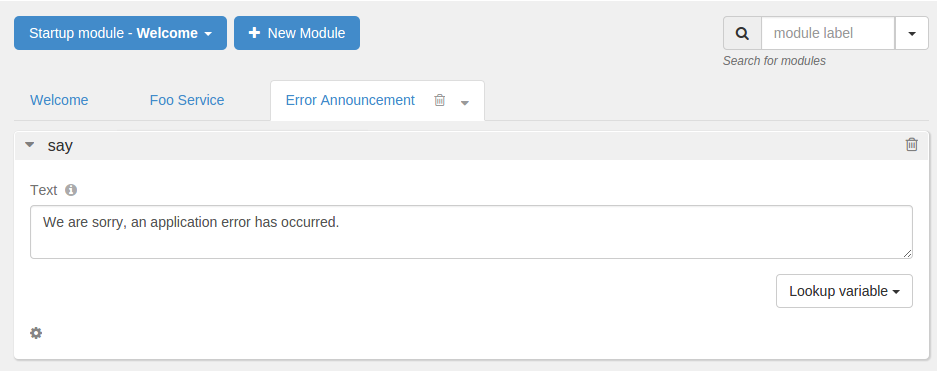 Startup module - Welcome
New Module
module label
Search for modules
Welcome
Foo Service
Error Announcement
say
Text
We are sorry, an application error has occurred.
Lookup variable